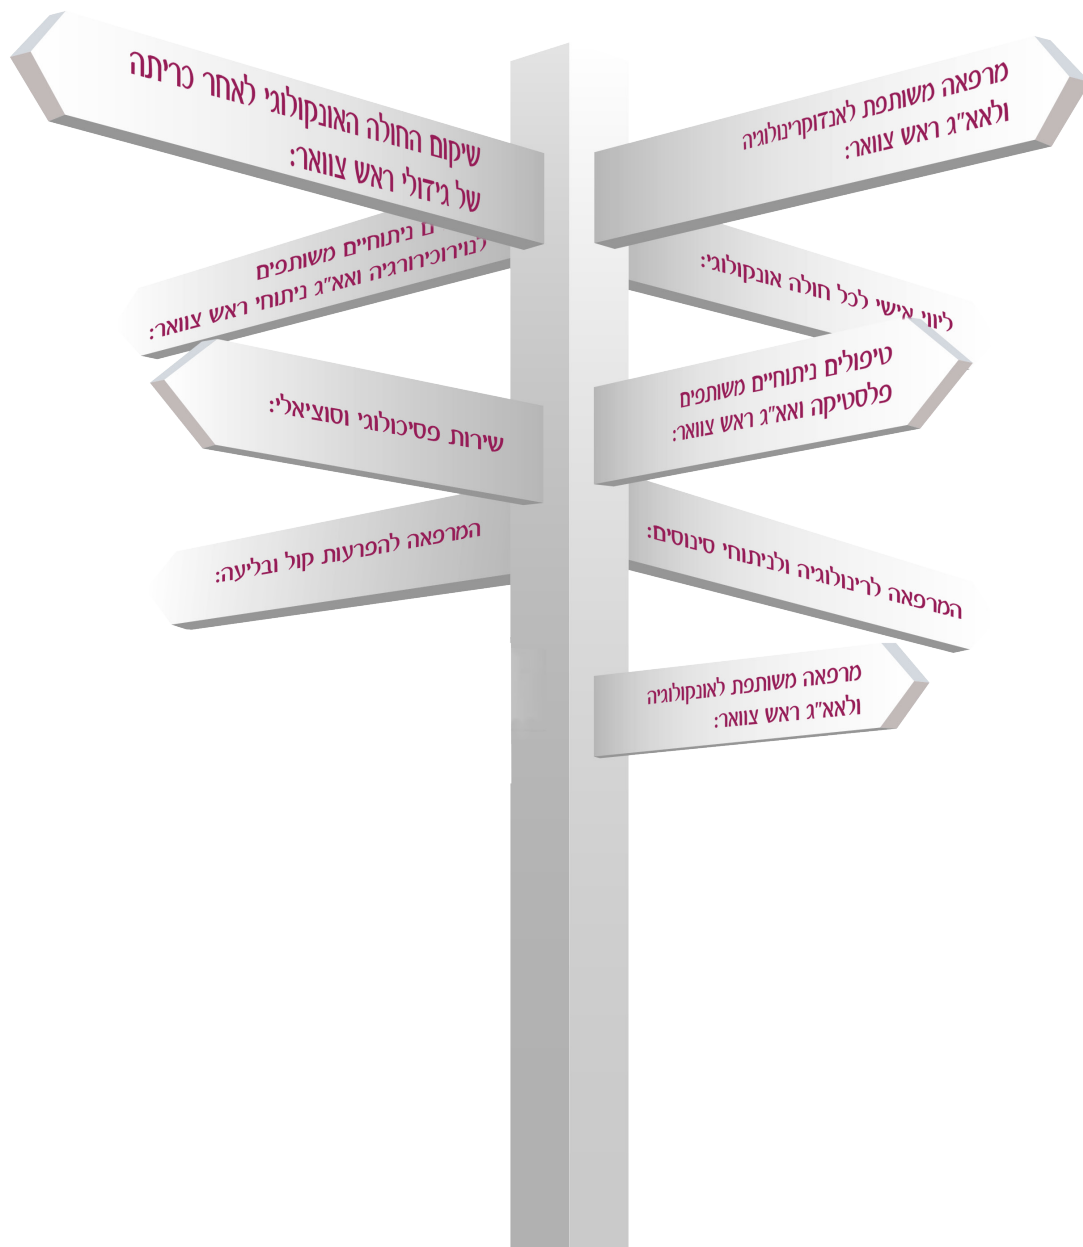 מרפאה משותפת לאנדוקרינולוגיה
ולאא"ג ראש צוואר:
שיקום החולה האונקולוגי לאחר כריתה
של גידולי ראש צוואר:
ליווי אישי לכל חולה אונקולוגי:
ניתוחיים משותפים
לנוירוכירורגיה ואא"ג ניתוחי ראש צוואר:
טיפולים ניתוחיים משותפים
פלסטיקה ואא"ג ראש צוואר:
שירות פסיכולוגי וסוציאלי:
המרפאה לרינולוגיה ולניתוחי סינוסים:
המרפאה להפרעות קול ובליעה:
מרפאה משותפת לאונקולוגיה
ולאא"ג ראש צוואר: